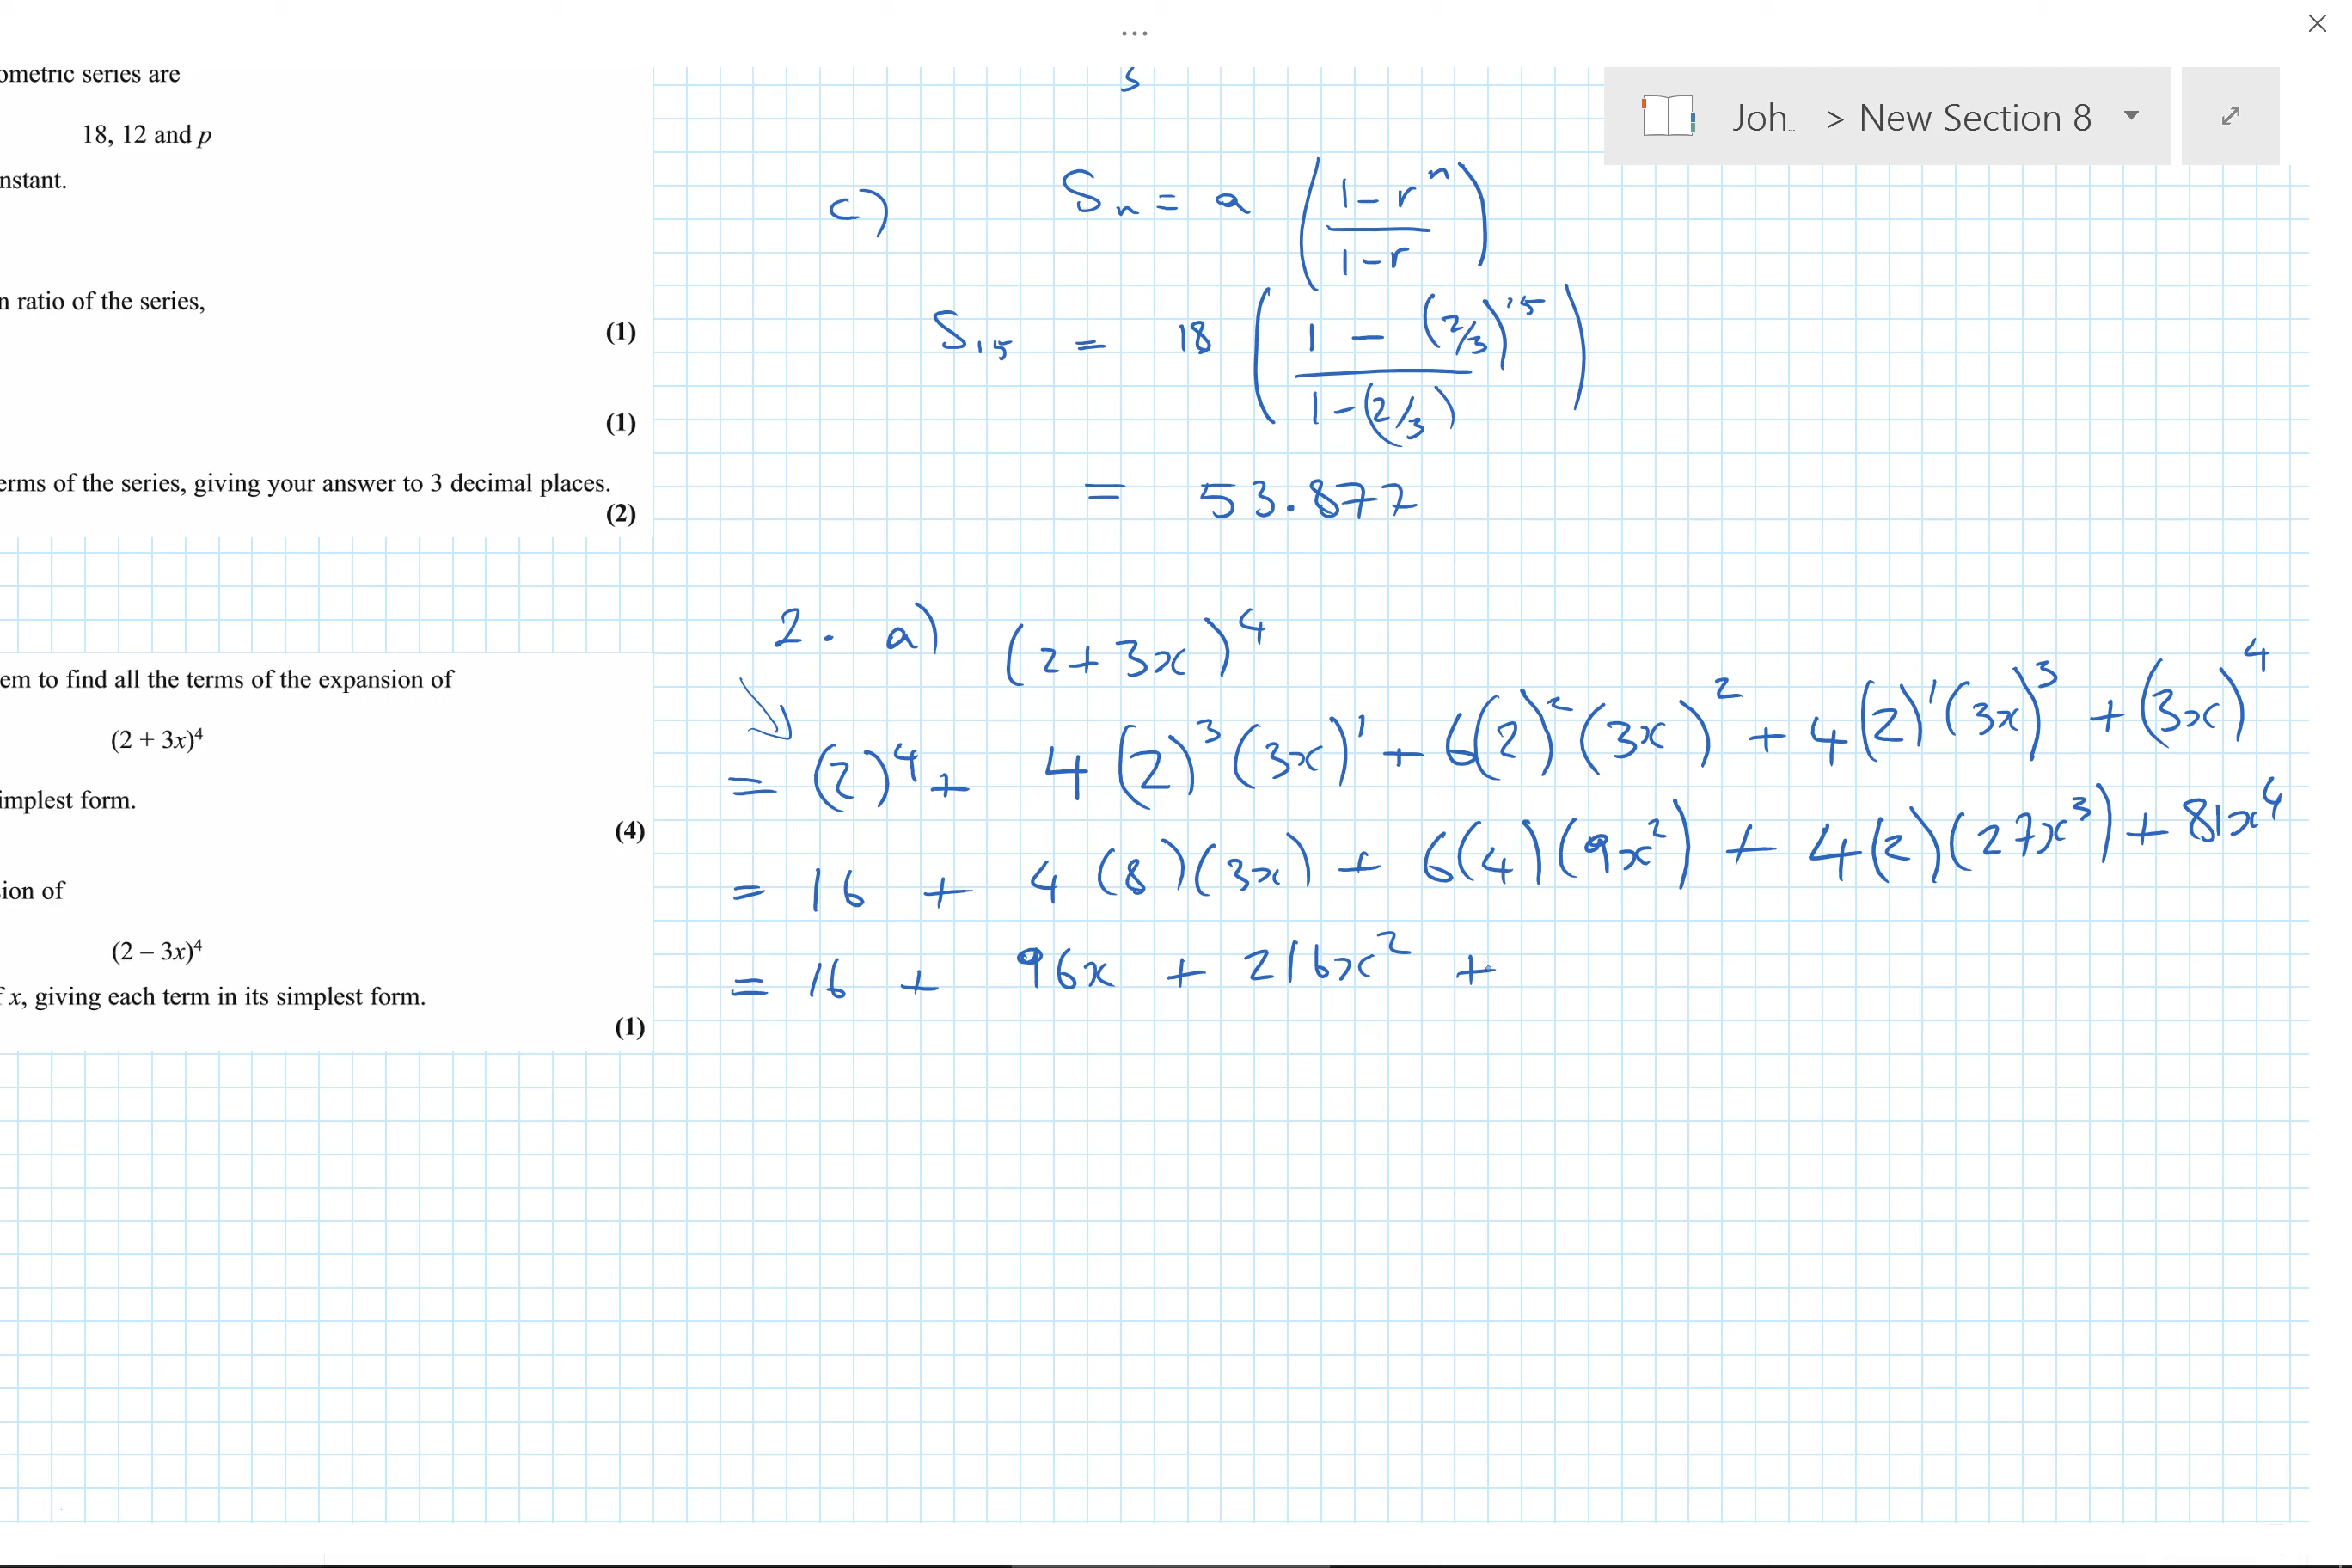 ometric series are
18, 12 and p
nstant.
n ratio of the series,
(1)
(1)
erms of the series, giving your answer to 3 decimal places.
(2)
em to find all the terms of the expansion of
(2 + 3x)⁴
implest form.
(4)
ion of
(2 – 3x)⁴
f x, giving each term in its simplest form.
(1)
Joh... > New Section 8
c) Sₙ = a ((1-rⁿ)/(1-r))
S₁₅ = 18 ((1 - (2/3)¹⁵)/(1-(2/3)))
= 53.877
2. a) (2+3x)⁴
= (2)⁴ + 4(2)³(3x)¹ + 6(2)²(3x)² + 4(2)¹(3x)³ + (3x)⁴
= 16 + 4(8)(3x) + 6(4)(9x²) + 4(2)(27x³) + 81x⁴
= 16 + 96x + 216x² +